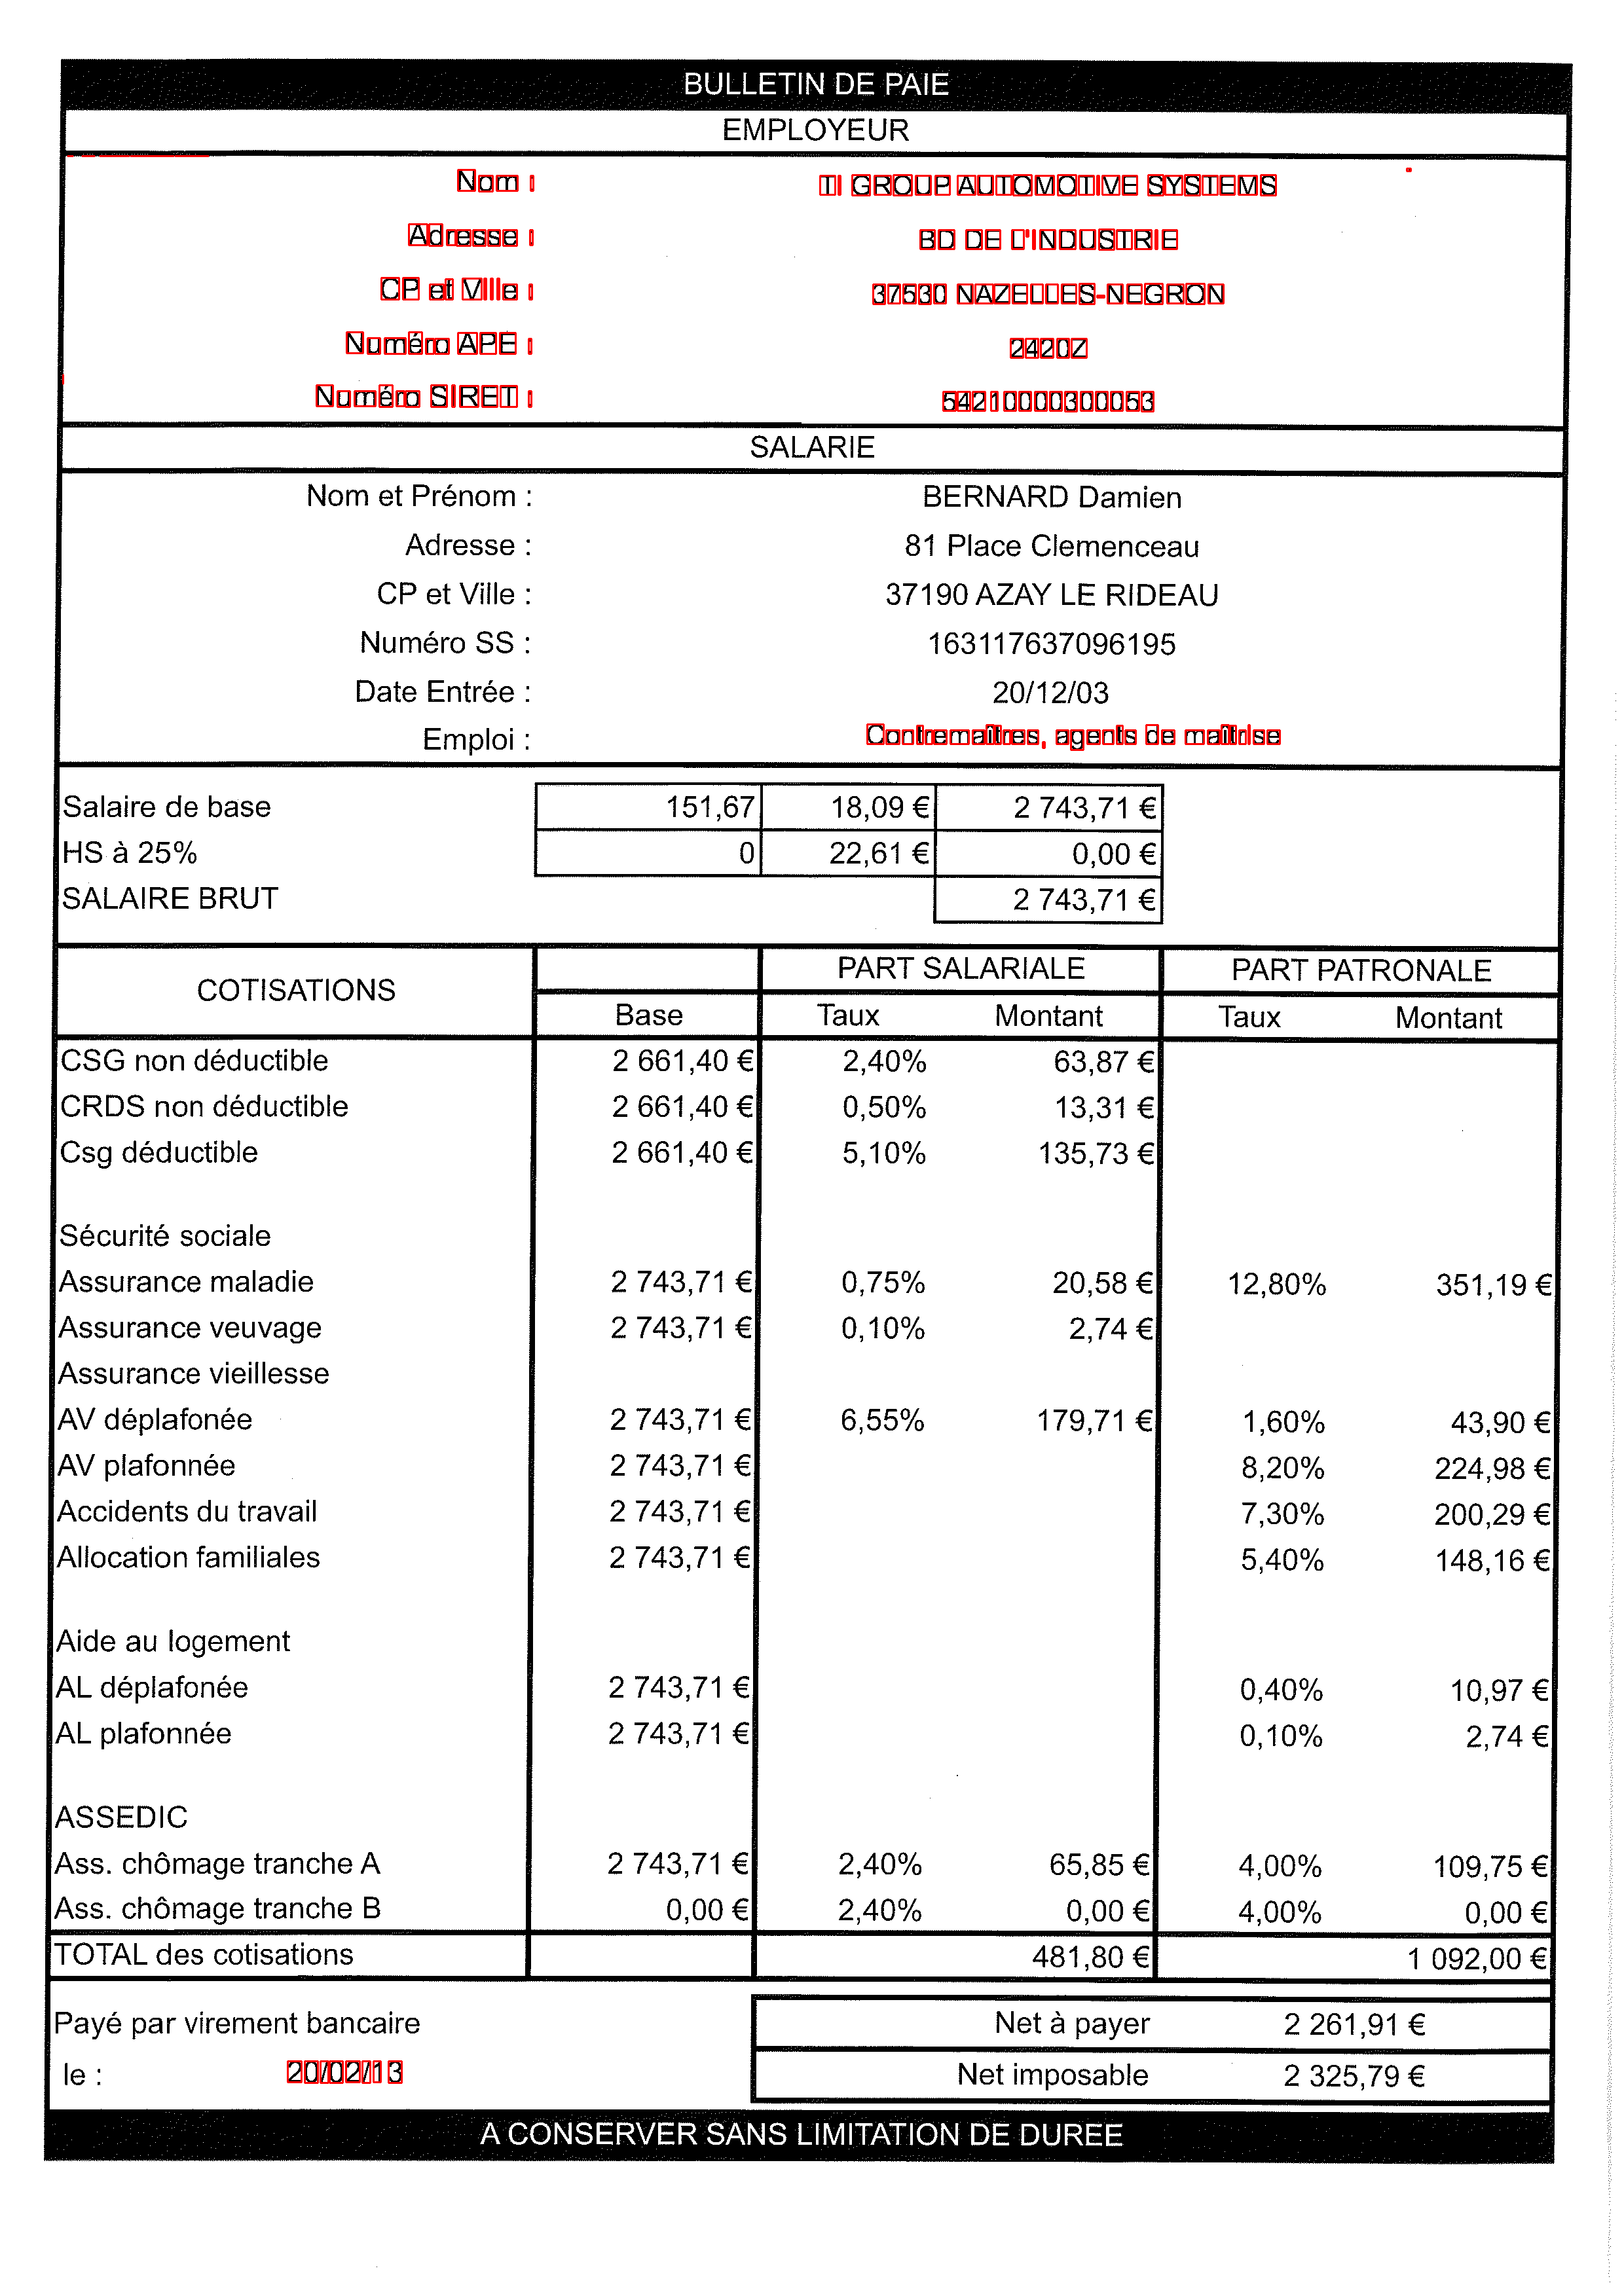 BULLETIN DE PAIE
EMPLOYEUR
Nom : TI GROUP AUTOMOTIVE SYSTEMS
Adresse : BD DE L'INDUSTRIE
CP et Ville : 37530 NAZELLES-NEGRON
Numéro APE : 2420Z
Numéro SIRET : 54210000300053
SALARIE
Nom et Prénom : BERNARD Damien
Adresse : 81 Place Clemenceau
CP et Ville : 37190 AZAY LE RIDEAU
Numéro SS : 163117637096195
Date Entrée : 20/12/03
Emploi : Contremaîtres, agents de maîtrise
Salaire de base 151,67 18,09 € 2 743,71 €
HS à 25% 0 22,61 € 0,00 €
SALAIRE BRUT 2 743,71 €
COTISATIONS PART SALARIALE PART PATRONALE
Base Taux Montant Taux Montant
CSG non déductible 2 661,40 € 2,40% 63,87 €
CRDS non déductible 2 661,40 € 0,50% 13,31 €
Csg déductible 2 661,40 € 5,10% 135,73 €
Sécurité sociale
Assurance maladie 2 743,71 € 0,75% 20,58 € 12,80% 351,19 €
Assurance veuvage 2 743,71 € 0,10% 2,74 €
Assurance vieillesse
AV déplafonée 2 743,71 € 6,55% 179,71 € 1,60% 43,90 €
AV plafonnée 2 743,71 € 8,20% 224,98 €
Accidents du travail 2 743,71 € 7,30% 200,29 €
Allocation familiales 2 743,71 € 5,40% 148,16 €
Aide au logement
AL déplafonée 2 743,71 € 0,40% 10,97 €
AL plafonnée 2 743,71 € 0,10% 2,74 €
ASSEDIC
Ass. chômage tranche A 2 743,71 € 2,40% 65,85 € 4,00% 109,75 €
Ass. chômage tranche B 0,00 € 2,40% 0,00 € 4,00% 0,00 €
TOTAL des cotisations 481,80 € 1 092,00 €
Payé par virement bancaire Net à payer 2 261,91 €
le : 20/02/13 Net imposable 2 325,79 €
A CONSERVER SANS LIMITATION DE DUREE